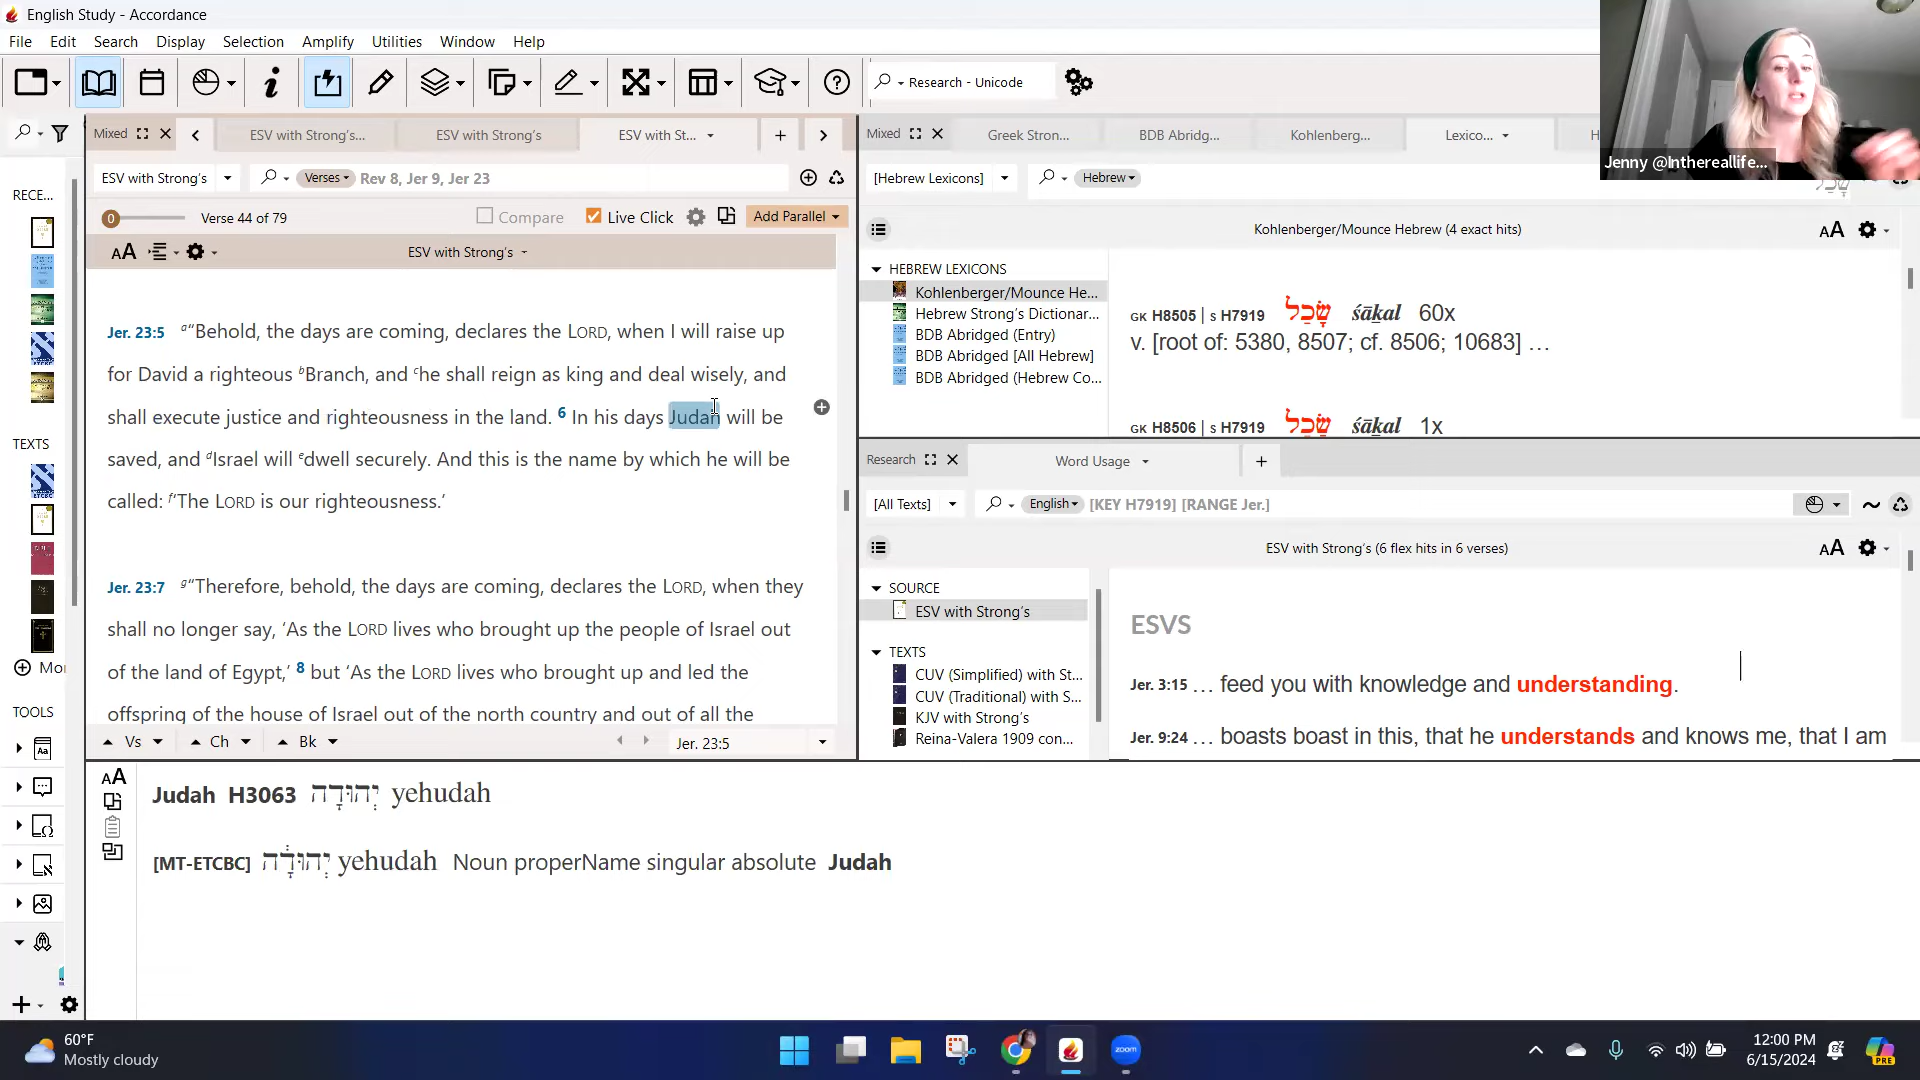 English Study - Accordance
File Edit Search Display Selection Amplify Utilities Window Help
Research - Unicode
Jenny @Inthereallife...
Mixed
ESV with Strong's...
ESV with Strong's
ESV with St...
ESV with Strong's
Verses
Rev 8, Jer 9, Jer 23
0
Verse 44 of 79
Compare
Live Click
Add Parallel
AA
ESV with Strong's
Jer. 23:5 a“Behold, the days are coming, declares the LORD, when I will raise up
for David a righteous bBranch, and che shall reign as king and deal wisely, and
shall execute justice and righteousness in the land. 6 In his days Judah will be
saved, and dIsrael will edwell securely. And this is the name by which he will be
called: f‘The LORD is our righteousness.’
Jer. 23:7 g“Therefore, behold, the days are coming, declares the LORD, when they
shall no longer say, ‘As the LORD lives who brought up the people of Israel out
of the land of Egypt,’ 8 but ‘As the LORD lives who brought up and led the
offspring of the house of Israel out of the north country and out of all the
Vs Ch Bk Jer. 23:5
RECE...
TEXTS
ETCBC
Mor
TOOLS
Aa
Mixed
Greek Stron...
BDB Abridg...
Kohlenberg...
Lexico...
H
[Hebrew Lexicons]
Hebrew
Kohlenberger/Mounce Hebrew (4 exact hits)
AA
HEBREW LEXICONS
Kohlenberger/Mounce He...
Hebrew Strong's Dictionar...
BDB Abridged (Entry)
BDB Abridged [All Hebrew]
BDB Abridged (Hebrew Co...
GK H8505 | S H7919 שָׂכַל śāḵal 60x
v. [root of: 5380, 8507; cf. 8506; 10683] …
GK H8506 | S H7919 שָׂכַל śāḵal 1x
Research
Word Usage
[All Texts]
English
[KEY H7919] [RANGE Jer.]
ESV with Strong's (6 flex hits in 6 verses)
AA
SOURCE
ESV with Strong's
TEXTS
CUV (Simplified) with St...
CUV (Traditional) with S...
KJV with Strong's
Reina-Valera 1909 con...
ESVS
Jer. 3:15 … feed you with knowledge and understanding.
Jer. 9:24 … boasts boast in this, that he understands and knows me, that I am
AA
Judah H3063 יְהוּדָה yehudah
[MT-ETCBC] יְהוּדָ֔ה yehudah Noun properName singular absolute Judah
60°F
Mostly cloudy
zoom
12:00 PM
6/15/2024
PRE